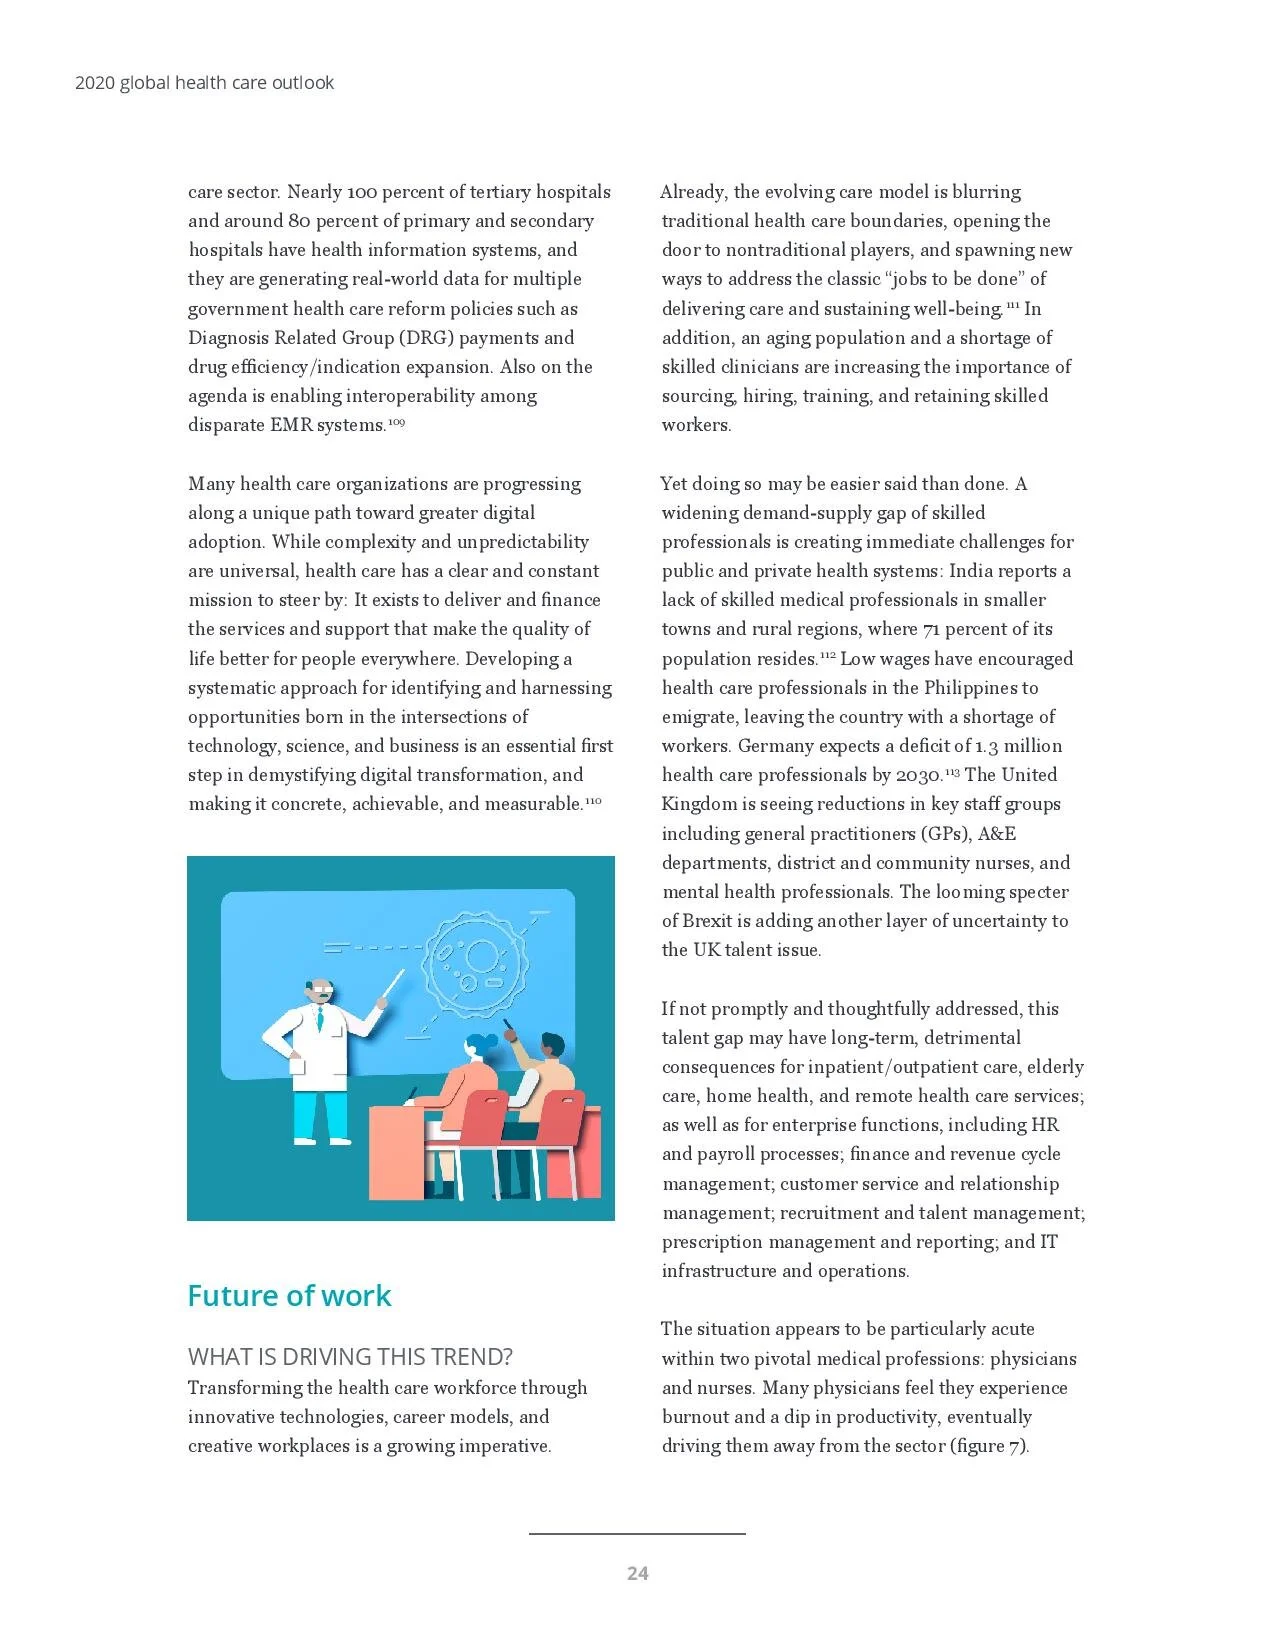 2020 global health care outlook
care sector. Nearly 100 percent of tertiary hospitals
and around 80 percent of primary and secondary
hospitals have health information systems, and
they are generating real-world data for multiple
government health care reform policies such as
Diagnosis Related Group (DRG) payments and
drug efficiency/indication expansion. Also on the
agenda is enabling interoperability among
disparate EMR systems.¹⁰⁹
Many health care organizations are progressing
along a unique path toward greater digital
adoption. While complexity and unpredictability
are universal, health care has a clear and constant
mission to steer by: It exists to deliver and finance
the services and support that make the quality of
life better for people everywhere. Developing a
systematic approach for identifying and harnessing
opportunities born in the intersections of
technology, science, and business is an essential first
step in demystifying digital transformation, and
making it concrete, achievable, and measurable.¹¹⁰
Future of work
WHAT IS DRIVING THIS TREND?
Transforming the health care workforce through
innovative technologies, career models, and
creative workplaces is a growing imperative.
Already, the evolving care model is blurring
traditional health care boundaries, opening the
door to nontraditional players, and spawning new
ways to address the classic “jobs to be done” of
delivering care and sustaining well-being.¹¹¹ In
addition, an aging population and a shortage of
skilled clinicians are increasing the importance of
sourcing, hiring, training, and retaining skilled
workers.
Yet doing so may be easier said than done. A
widening demand-supply gap of skilled
professionals is creating immediate challenges for
public and private health systems: India reports a
lack of skilled medical professionals in smaller
towns and rural regions, where 71 percent of its
population resides.¹¹² Low wages have encouraged
health care professionals in the Philippines to
emigrate, leaving the country with a shortage of
workers. Germany expects a deficit of 1.3 million
health care professionals by 2030.¹¹³ The United
Kingdom is seeing reductions in key staff groups
including general practitioners (GPs), A&E
departments, district and community nurses, and
mental health professionals. The looming specter
of Brexit is adding another layer of uncertainty to
the UK talent issue.
If not promptly and thoughtfully addressed, this
talent gap may have long-term, detrimental
consequences for inpatient/outpatient care, elderly
care, home health, and remote health care services;
as well as for enterprise functions, including HR
and payroll processes; finance and revenue cycle
management; customer service and relationship
management; recruitment and talent management;
prescription management and reporting; and IT
infrastructure and operations.
The situation appears to be particularly acute
within two pivotal medical professions: physicians
and nurses. Many physicians feel they experience
burnout and a dip in productivity, eventually
driving them away from the sector (figure 7).
24